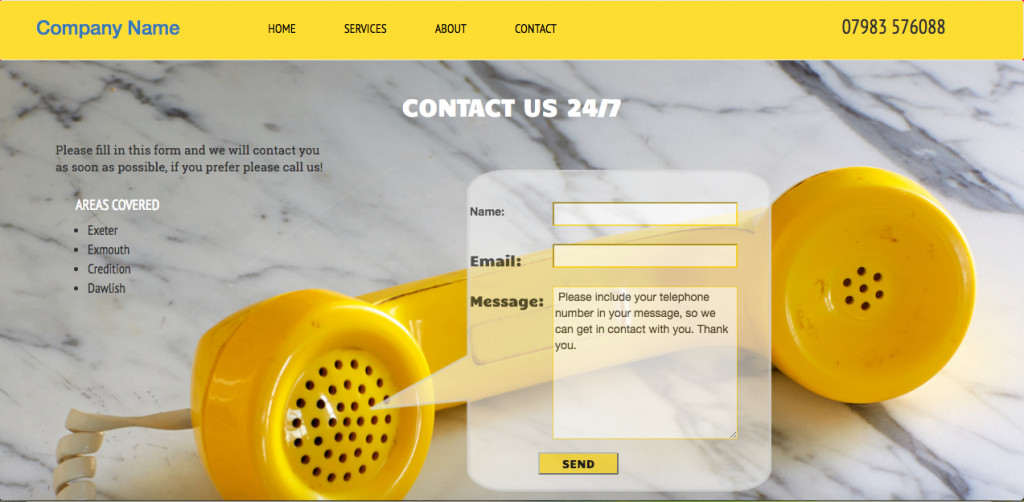 Company Name
HOME SERVICES ABOUT CONTACT
07983 576088
CONTACT US 24/7
Please fill in this form and we will contact you
as soon as possible, if you prefer please call us!
AREAS COVERED
Exeter
Exmouth
Credition
Dawlish
Name:
Email:
Message:
Please include your telephone
number in your message, so we
can get in contact with you. Thank
you.
SEND